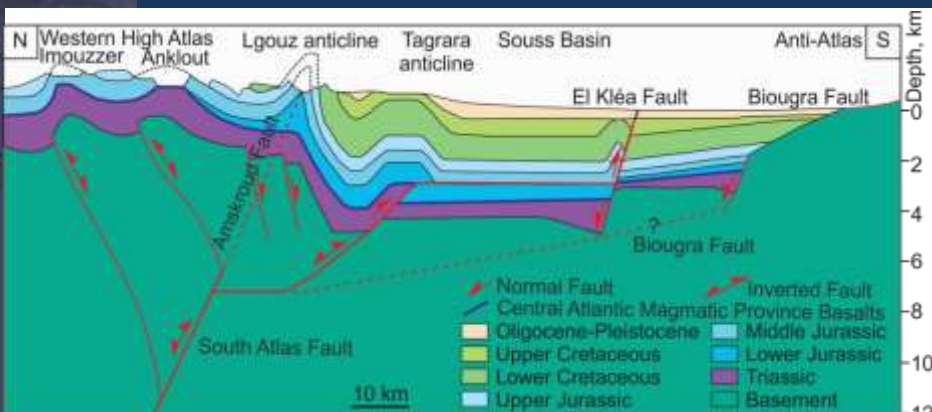 N Western High Atlas Lgouz anticline Tagrara Souss Basin Anti-Atlas S
Imouzzer Anklout anticline
El Kléa Fault Biougra Fault
Depth, km
0
2
4
6
8
10
12
Amskroud Fault
?
Biougra Fault
South Atlas Fault
10 km
Normal Fault Inverted Fault
Central Atlantic Magmatic Province Basalts
Oligocene-Pleistocene Middle Jurassic
Upper Cretaceous Lower Jurassic
Lower Cretaceous Triassic
Upper Jurassic Basement